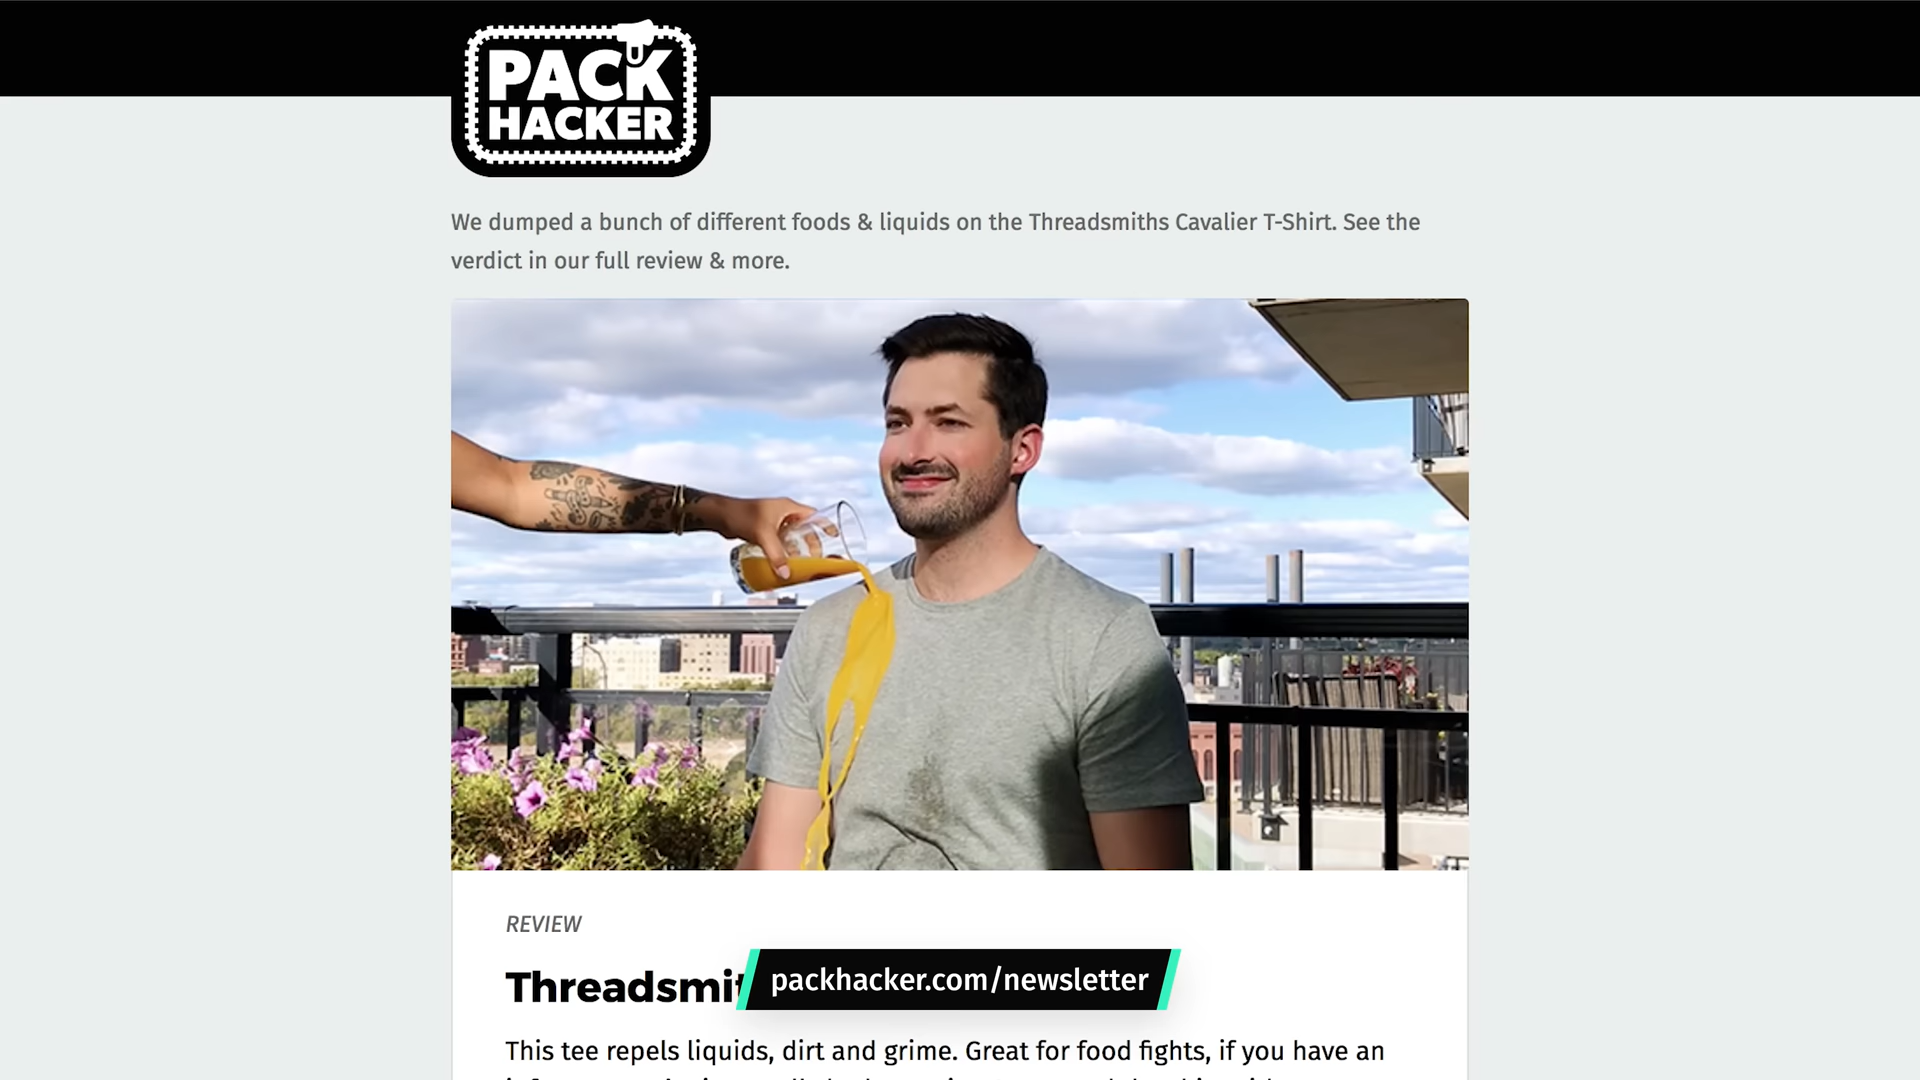 PACK
HACKER
We dumped a bunch of different foods & liquids on the Threadsmiths Cavalier T-Shirt. See the
verdict in our full review & more.
REVIEW
packhacker.com/newsletter
This tee repels liquids, dirt and grime. Great for food fights, if you have an